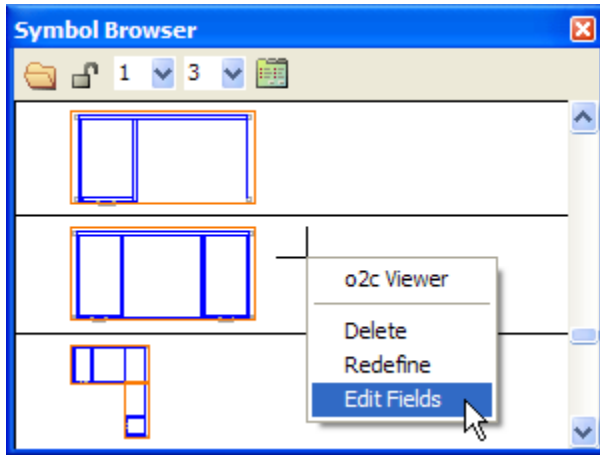 Symbol Browser
1 3
o2c Viewer
Delete
Redefine
Edit Fields